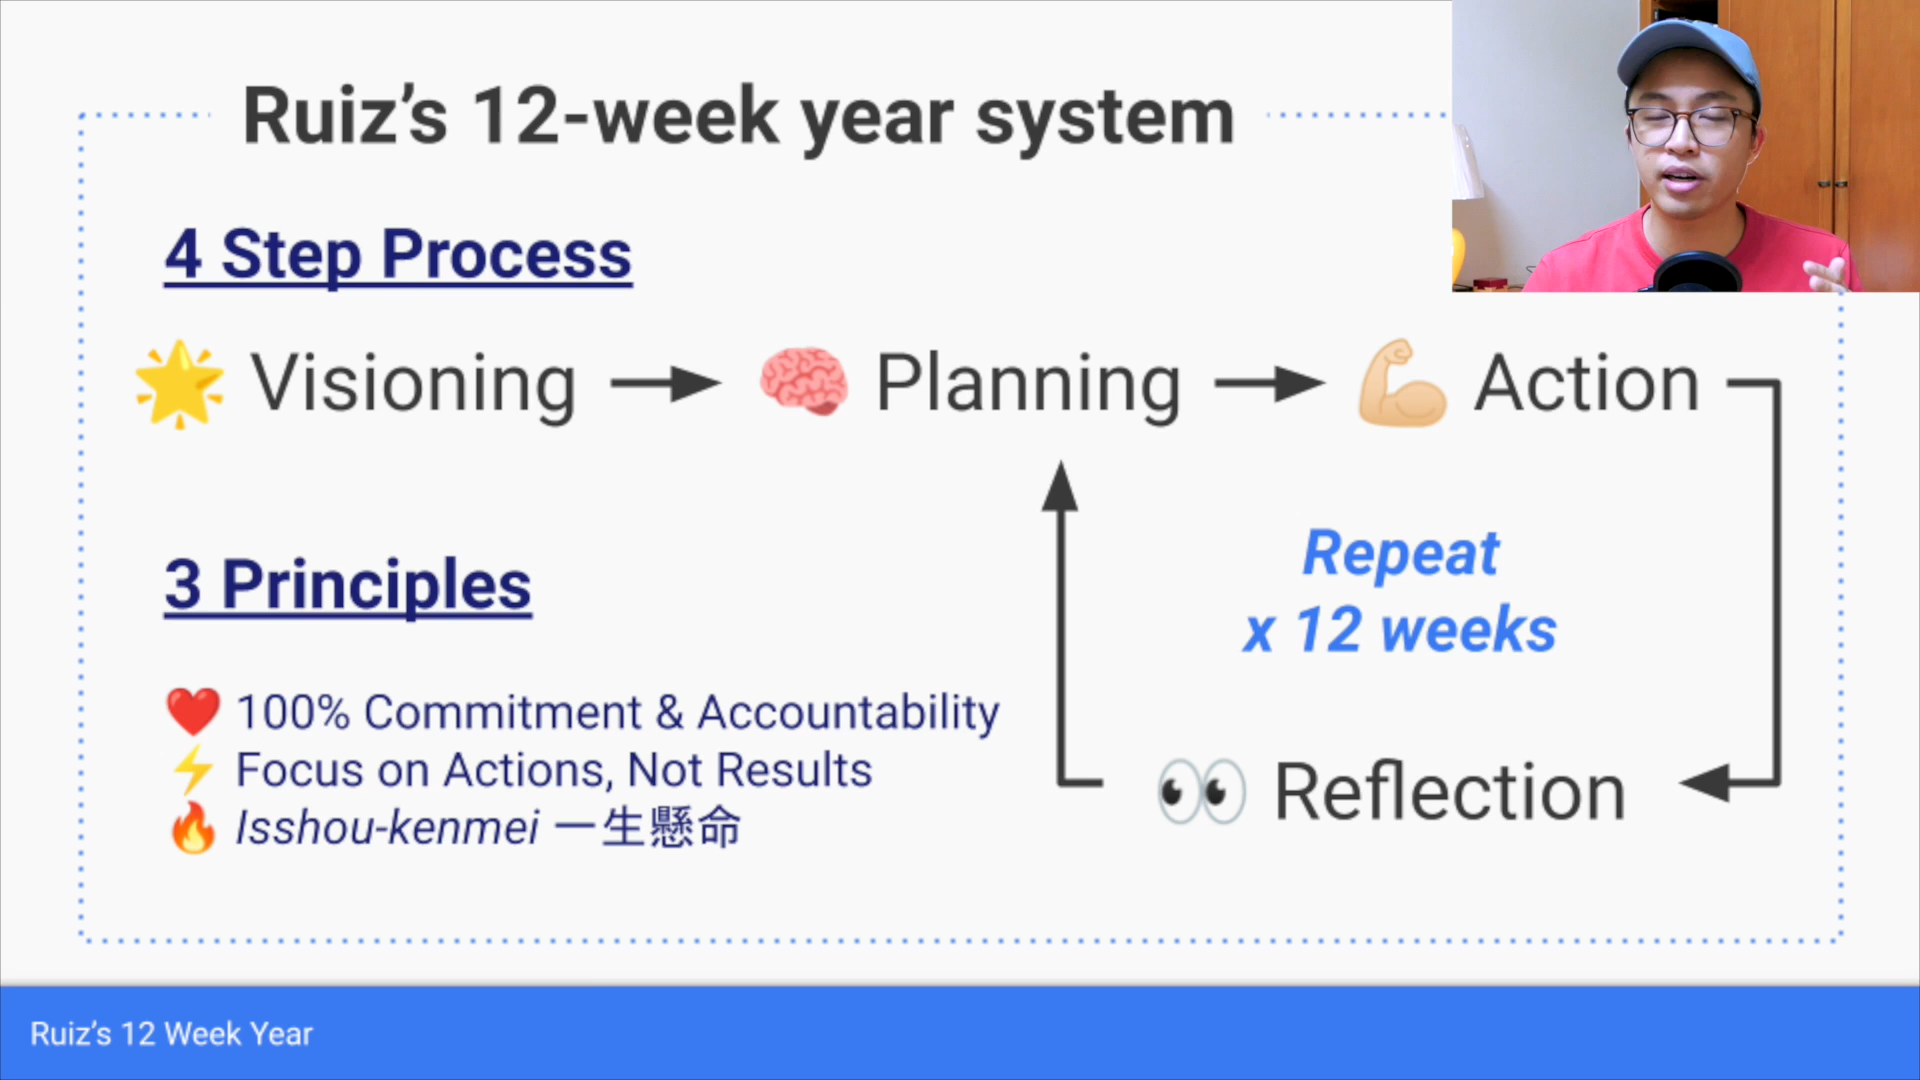 Ruiz’s 12-week year system
4 Step Process
Visioning
Planning
Action
Repeat
x 12 weeks
Reflection
3 Principles
100% Commitment & Accountability
Focus on Actions, Not Results
Isshou-kenmei 一生懸命
Ruiz’s 12 Week Year